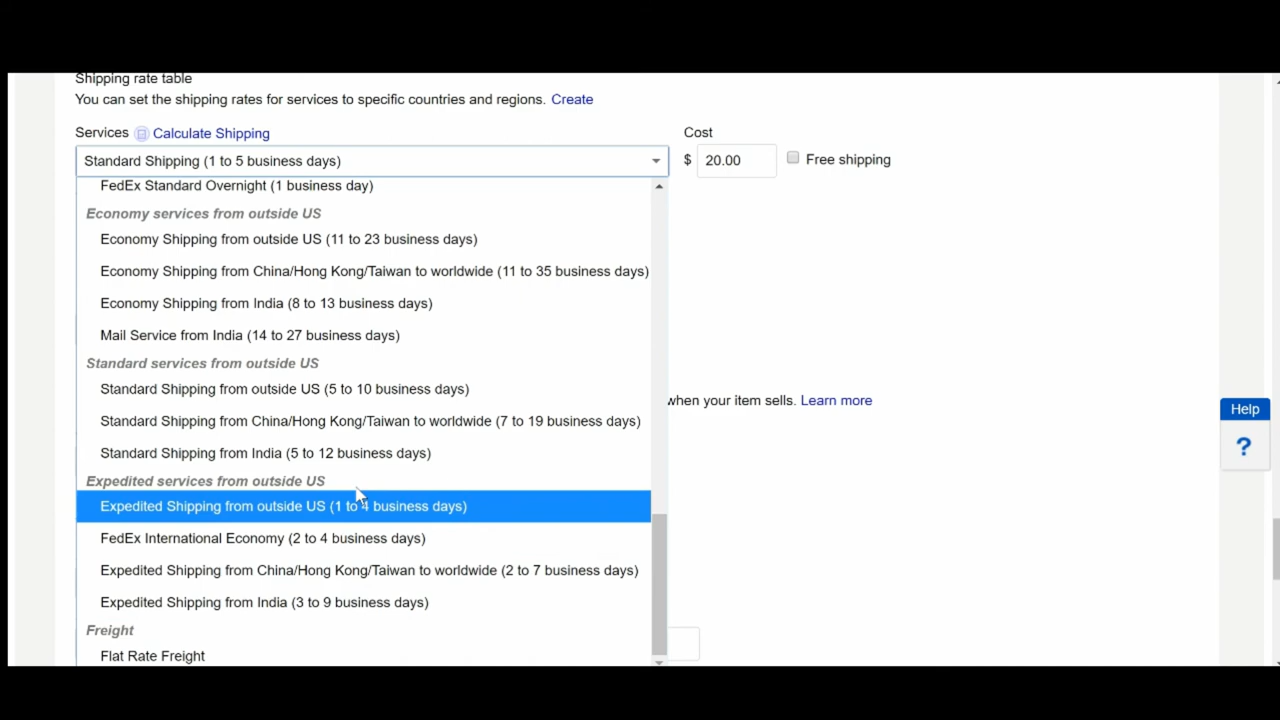 Shipping rate table
You can set the shipping rates for services to specific countries and regions. Create
Services Calculate Shipping
Cost
Standard Shipping (1 to 5 business days)
$ 20.00 Free shipping
FedEx Standard Overnight (1 business day)
Economy services from outside US
Economy Shipping from outside US (11 to 23 business days)
Economy Shipping from China/Hong Kong/Taiwan to worldwide (11 to 35 business days)
Economy Shipping from India (8 to 13 business days)
Mail Service from India (14 to 27 business days)
Standard services from outside US
Standard Shipping from outside US (5 to 10 business days)
when your item sells. Learn more
Standard Shipping from China/Hong Kong/Taiwan to worldwide (7 to 19 business days)
Standard Shipping from India (5 to 12 business days)
Expedited services from outside US
Expedited Shipping from outside US (1 to 4 business days)
FedEx International Economy (2 to 4 business days)
Expedited Shipping from China/Hong Kong/Taiwan to worldwide (2 to 7 business days)
Expedited Shipping from India (3 to 9 business days)
Freight
Flat Rate Freight
Help
?